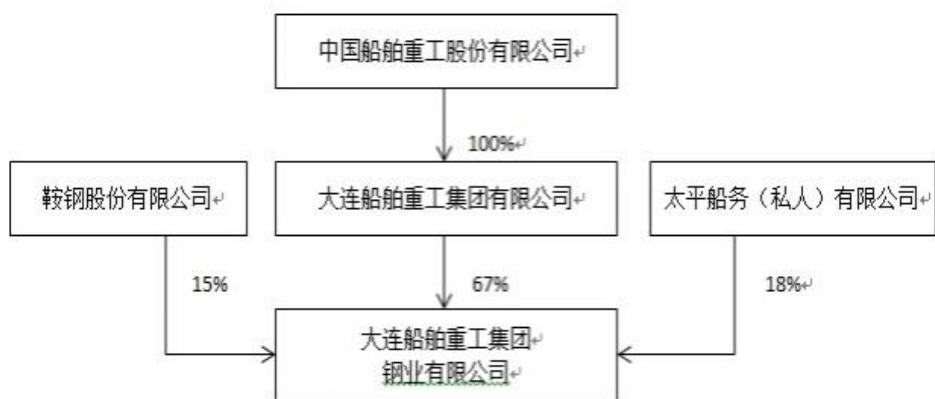 中国船舶重工股份有限公司
100%
鞍钢股份有限公司
大连船舶重工集团有限公司
太平船务（私人）有限公司
15%
67%
18%
大连船舶重工集团
钢业有限公司